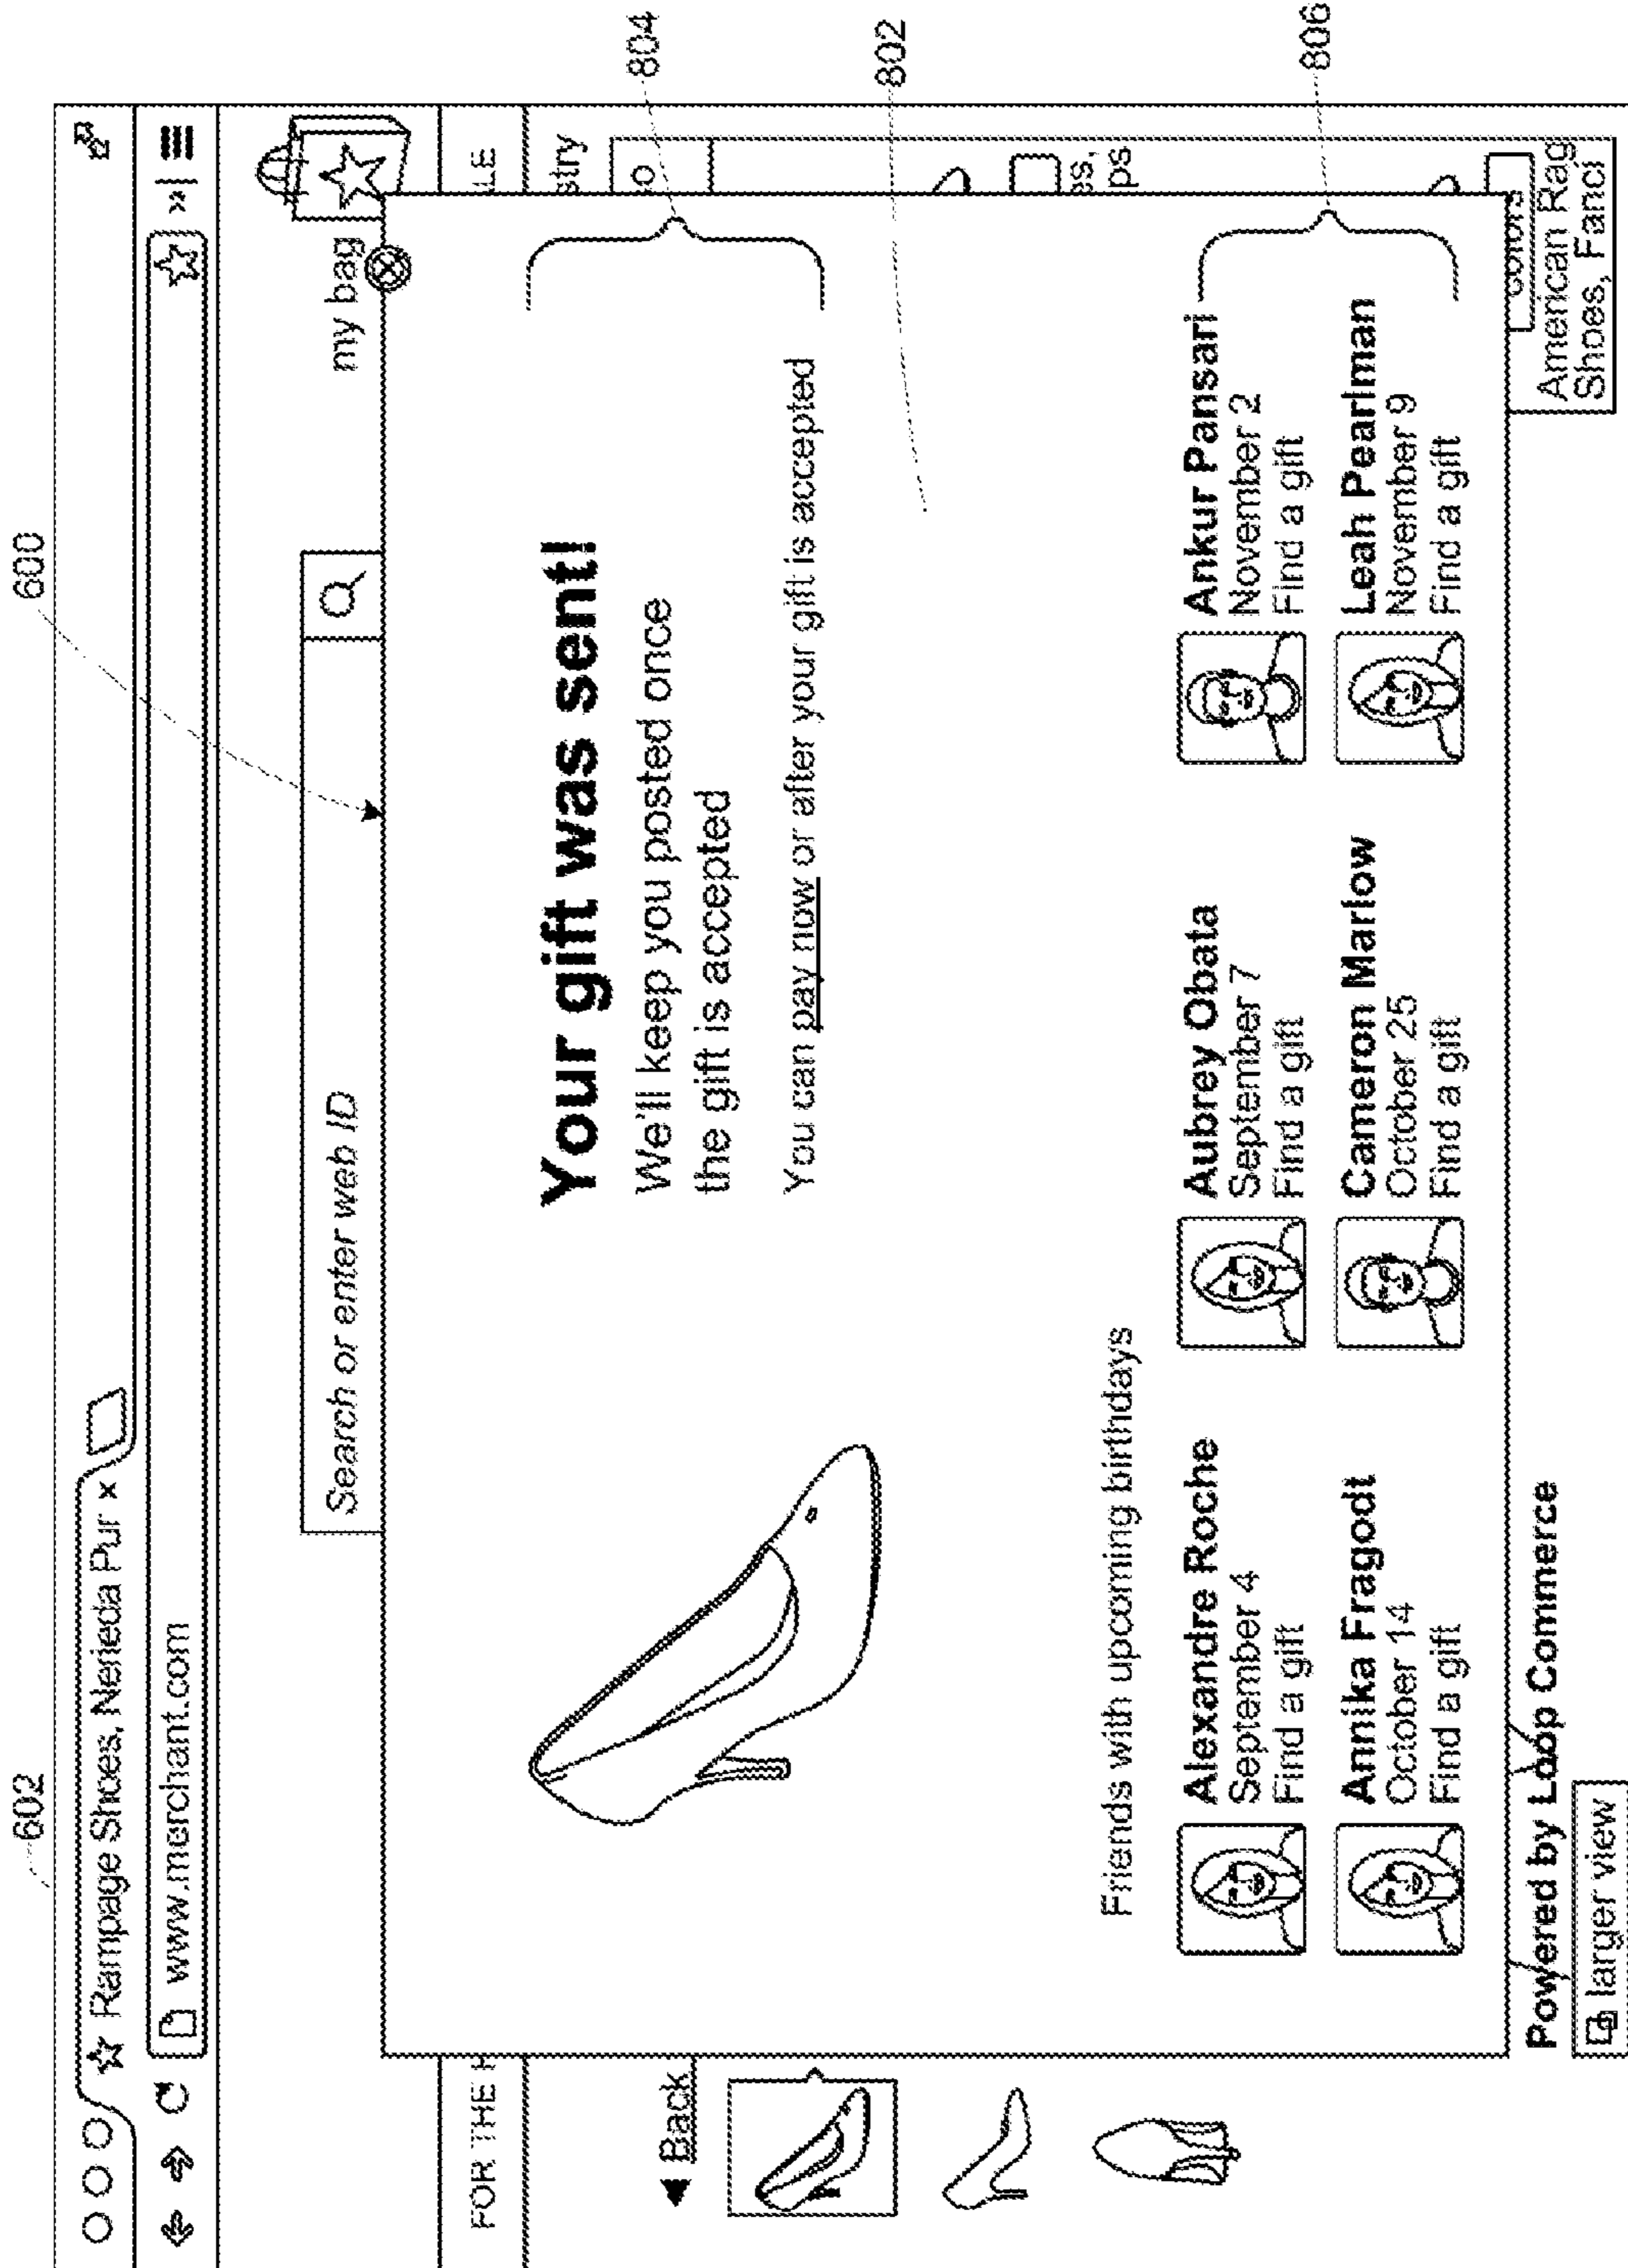 602
600
☆ Rampage Shoes, Nerieda Pur ×
www.merchant.com
my bag
Search or enter web ID
FOR THE H
LE
stry
Back
o
Your gift was sent!
We'll keep you posted once
the gift is accepted
You can pay now or after your gift is accepted
804
802
es,
ps
Friends with upcoming birthdays
Alexandre Roche
September 4
Find a gift
Aubrey Obata
September 7
Find a gift
Ankur Pansari
November 2
Find a gift
Annika Fragodt
October 14
Find a gift
Cameron Marlow
October 25
Find a gift
Leah Pearlman
November 9
Find a gift
806
Powered by Loop Commerce
larger view
colors
American Rag
Shoes, Fanci